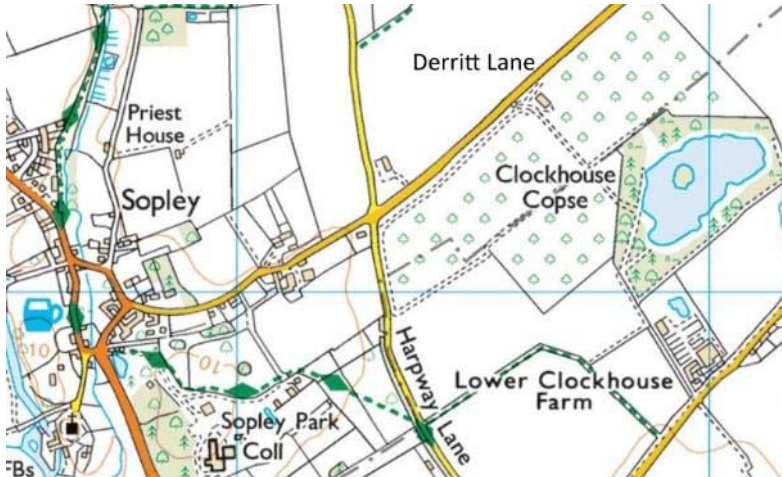 Derritt Lane
Priest
House
Sopley
Clockhouse
Copse
10
10
Harpway Lane
Lower Clockhouse
Farm
Sopley Park
Coll
FBs